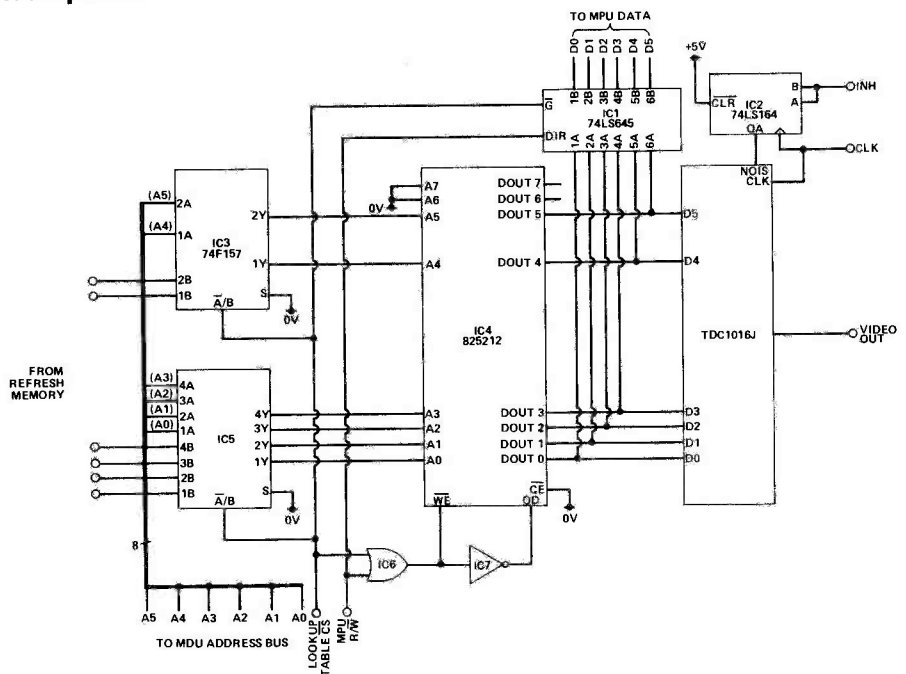 TO MPU DATA
D0 D1 D2 D3 D4 D5
+5V
1B 2B 3B 4B 5B 6B
G̅
IC1
74LS645
DIR
1A 2A 3A 4A 5A 6A
C̅L̅R̅
IC2
74LS164
B
A
QA
INH
CLK
NOIS
CLK
(A5)
2A
(A4)
1A
IC3
74F157
2Y
1Y
2B
1B
S
A̅/B
0V
FROM
REFRESH
MEMORY
(A3)
4A
(A2)
3A
(A1)
2A
(A0)
1A
4B
3B
2B
1B
IC5
4Y
3Y
2Y
1Y
S
A̅/B
0V
0V
A7
A6
A5
A4
IC4
825212
A3
A2
A1
A0
DOUT 7
DOUT 6
DOUT 5
DOUT 4
DOUT 3
DOUT 2
DOUT 1
DOUT 0
W̅E̅
C̅E̅
OD
0V
D5
D4
TDC1016J
D3
D2
D1
D0
VIDEO
OUT
IC6
IC7
8
A5 A4 A3 A2 A1 A0
TO MDU ADDRESS BUS
LOOKUP
TABLE C̅S̅
MPU
R/W̅